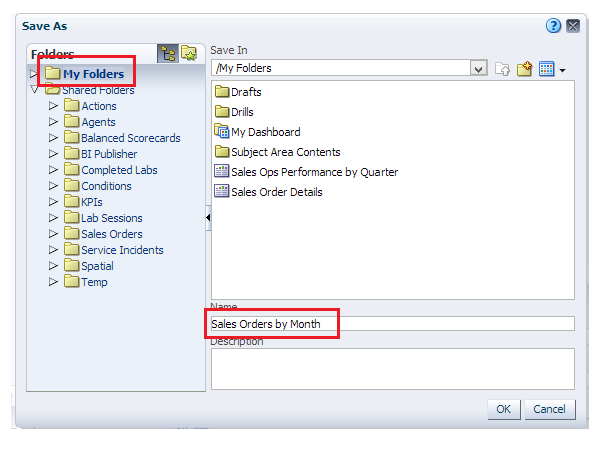 Save As
Folders
My Folders
Shared Folders
Actions
Agents
Balanced Scorecards
BI Publisher
Completed Labs
Conditions
KPIs
Lab Sessions
Sales Orders
Service Incidents
Spatial
Temp
Save In
/My Folders
Drafts
Drills
My Dashboard
Subject Area Contents
Sales Ops Performance by Quarter
Sales Order Details
Name
Sales Orders by Month
Description
OK
Cancel